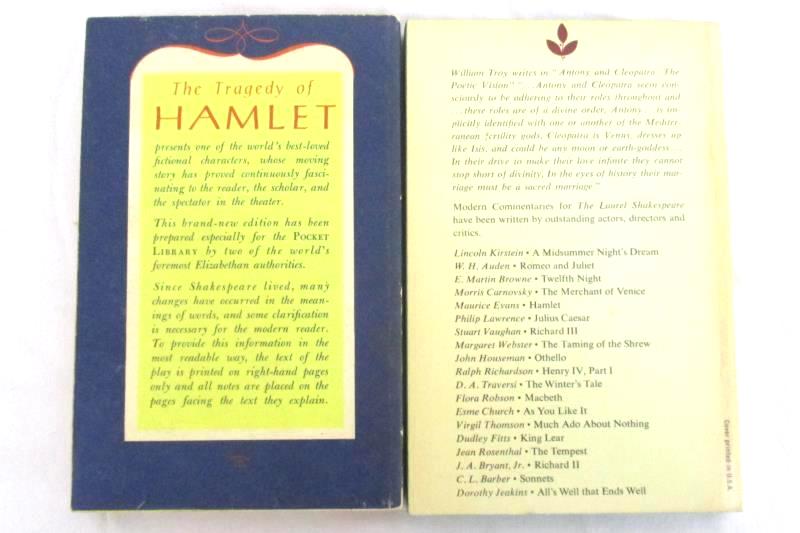 The Tragedy of
HAMLET
presents one of the world's best-loved
fictional characters, whose moving
story has proved continuously fasci-
nating to the reader, the scholar, and
the spectator in the theater.
This brand-new edition has been
prepared especially for the POCKET
LIBRARY by two of the world's
foremost Elizabethan authorities.
Since Shakespeare lived, many
changes have occurred in the mean-
ings of words, and some clarification
is necessary for the modern reader.
To provide this information in the
most readable way, the text of the
play is printed on right-hand pages
only and all notes are placed on the
pages facing the text they explain.
William Troy writes in "Antony and Cleopatra: The
Poetic Vision" "...Antony and Cleopatra seem con-
sciously to be adhering to their roles throughout and
...these roles are of a divine order. Antony... is im-
plicitly identified with one or another of the Mediter-
ranean fertility gods. Cleopatra is Venus, dresses up
like Isis, and could be any moon or earth-goddess....
In their drive to make their love infinite they cannot
stop short of divinity. In the eyes of history their mar-
riage must be a sacred marriage"
Modern Commentaries for The Laurel Shakespeare
have been written by outstanding actors, directors and
critics.
Lincoln Kirstein • A Midsummer Night's Dream
W. H. Auden • Romeo and Juliet
E. Martin Browne • Twelfth Night
Morris Carnovsky • The Merchant of Venice
Maurice Evans • Hamlet
Philip Lawrence • Julius Caesar
Stuart Vaughan • Richard III
Margaret Webster • The Taming of the Shrew
John Houseman • Othello
Ralph Richardson • Henry IV, Part I
D. A. Traversi • The Winter's Tale
Flora Robson • Macbeth
Esme Church • As You Like It
Virgil Thomson • Much Ado About Nothing
Dudley Fitts • King Lear
Jean Rosenthal • The Tempest
J. A. Bryant, Jr. • Richard II
C. L. Barber • Sonnets
Dorothy Jeakins • All's Well that Ends Well
Cover printed in U.S.A.